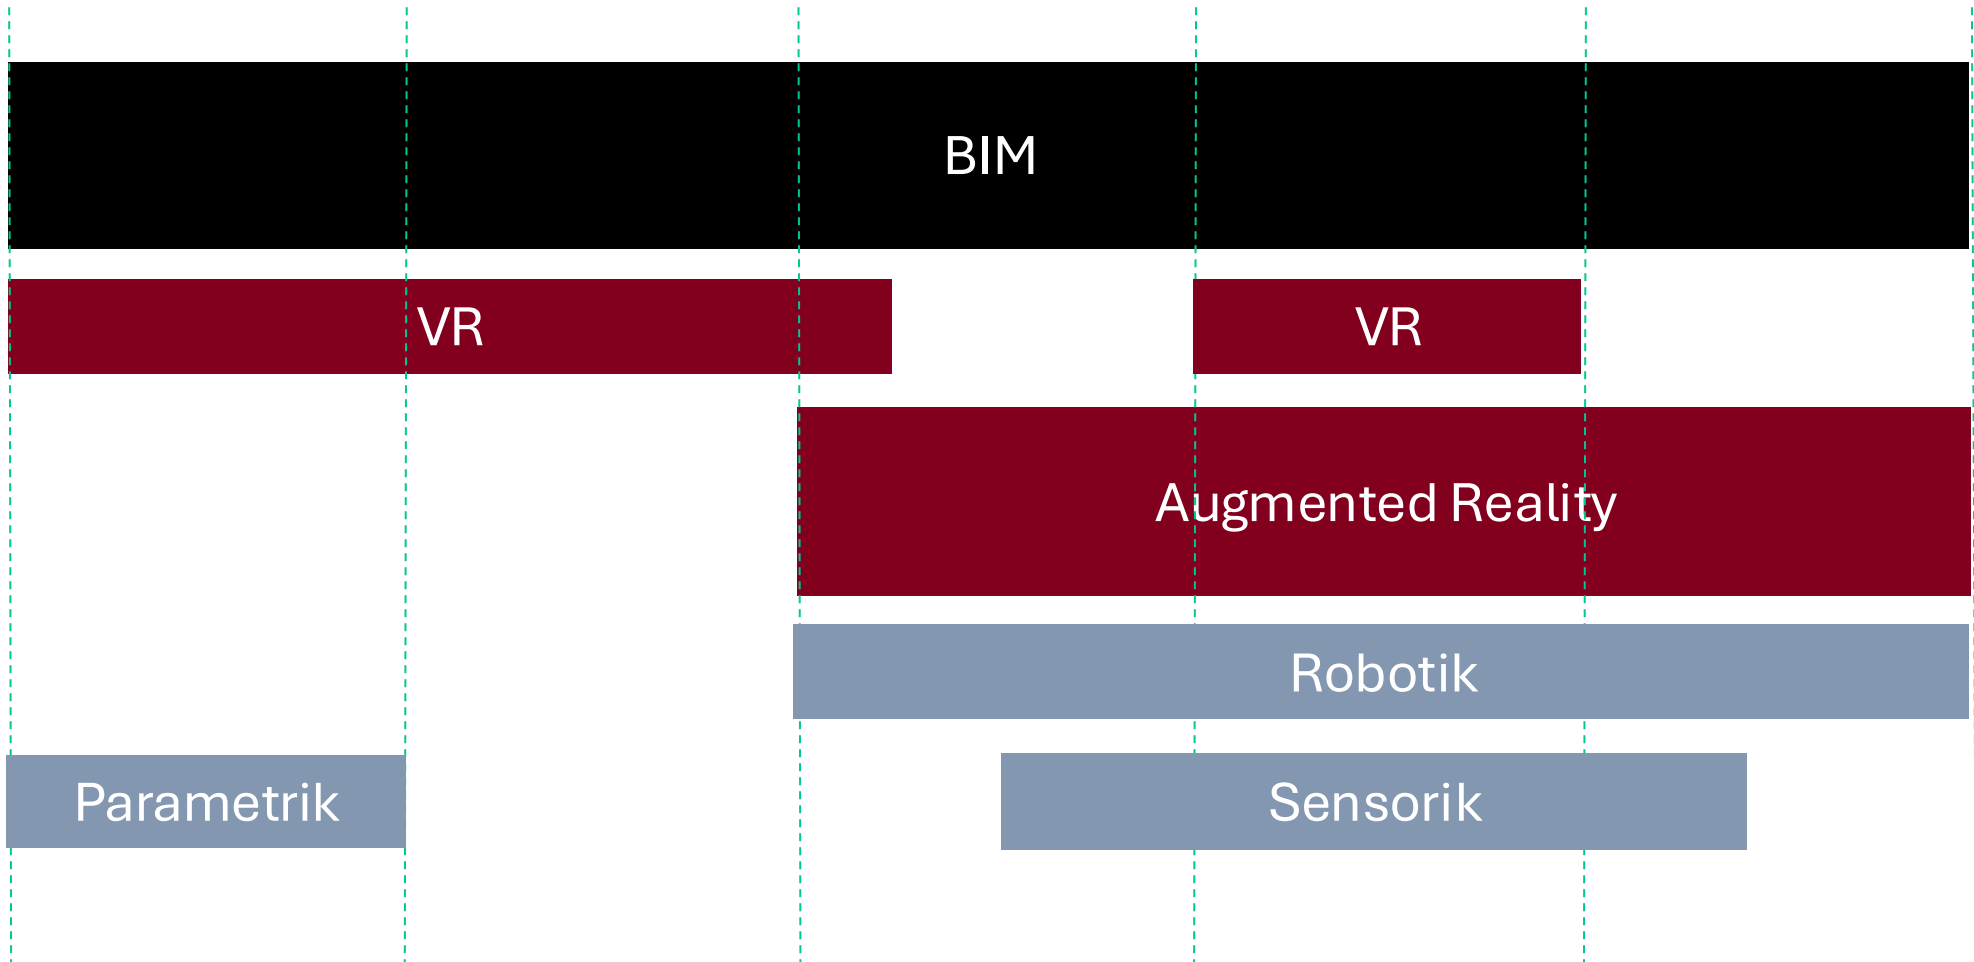 BIM
VR
VR
Augmented Reality
Robotik
Parametrik
Sensorik